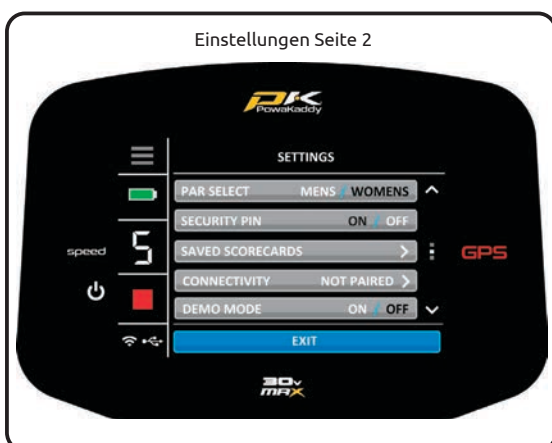 Einstellungen Seite 2
PK
PowaKaddy
SETTINGS
PAR SELECT MENS / WOMENS
SECURITY PIN ON / OFF
speed 5 SAVED SCORECARDS > GPS
CONNECTIVITY NOT PAIRED >
DEMO MODE ON / OFF
EXIT
30v
MAX